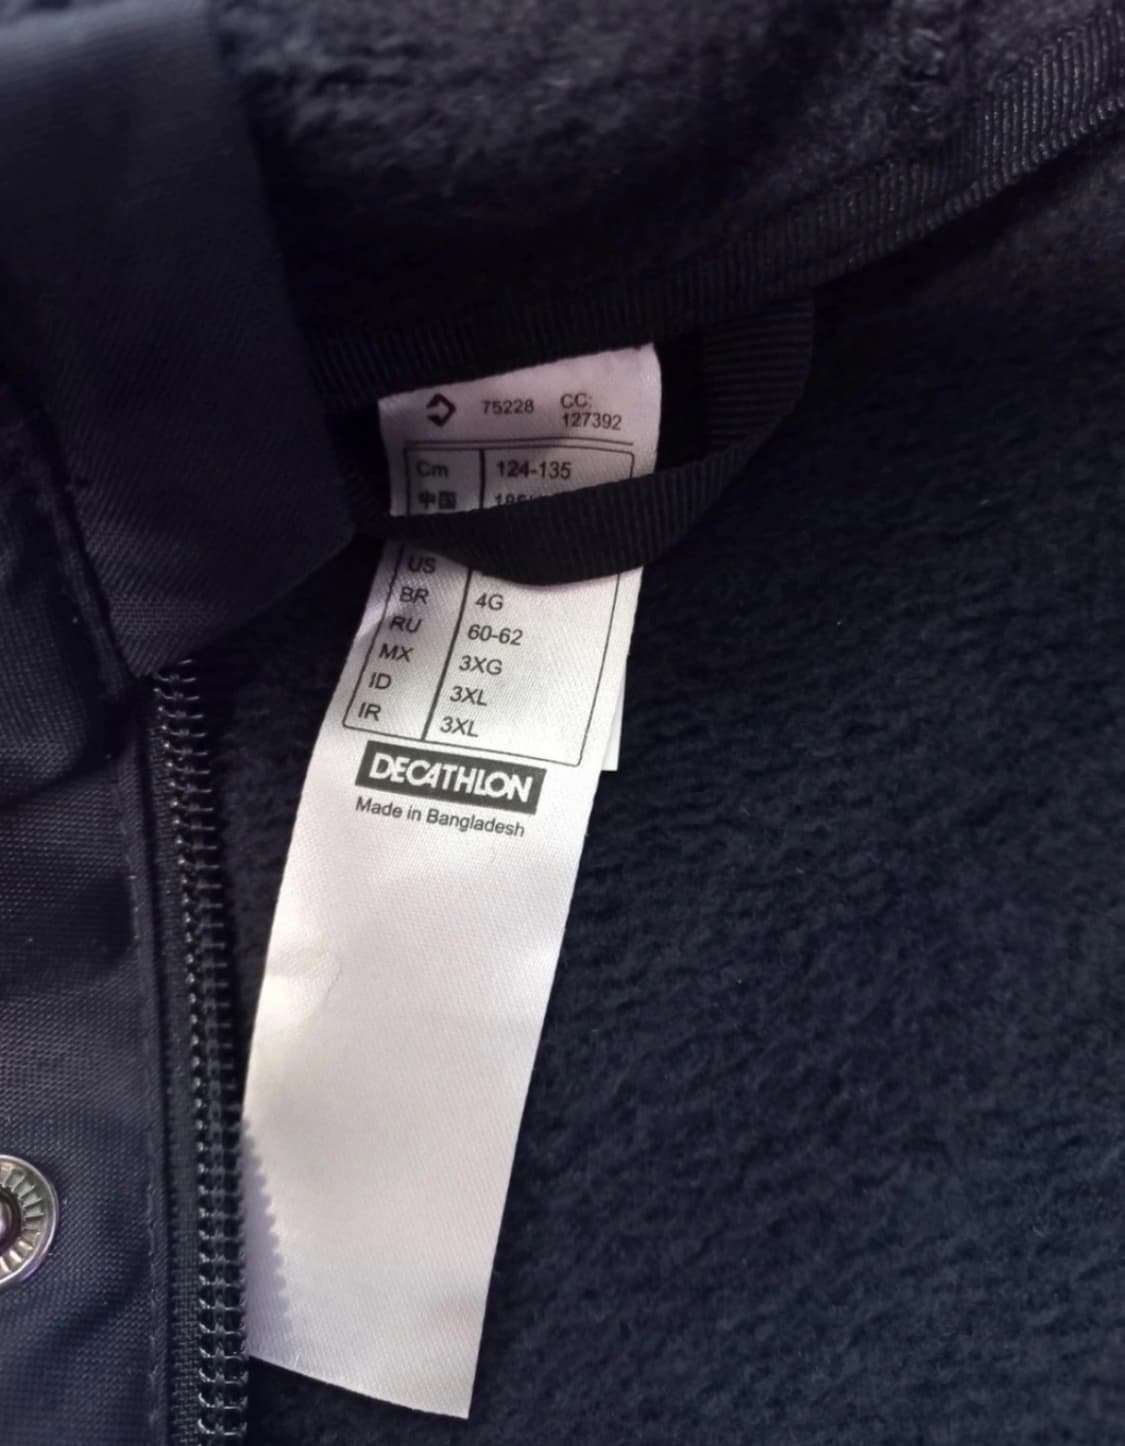 75228 CC:
127392
Cm 124-135
中国
US
BR 4G
RU 60-62
MX 3XG
ID 3XL
IR 3XL
DECATHLON
Made in Bangladesh